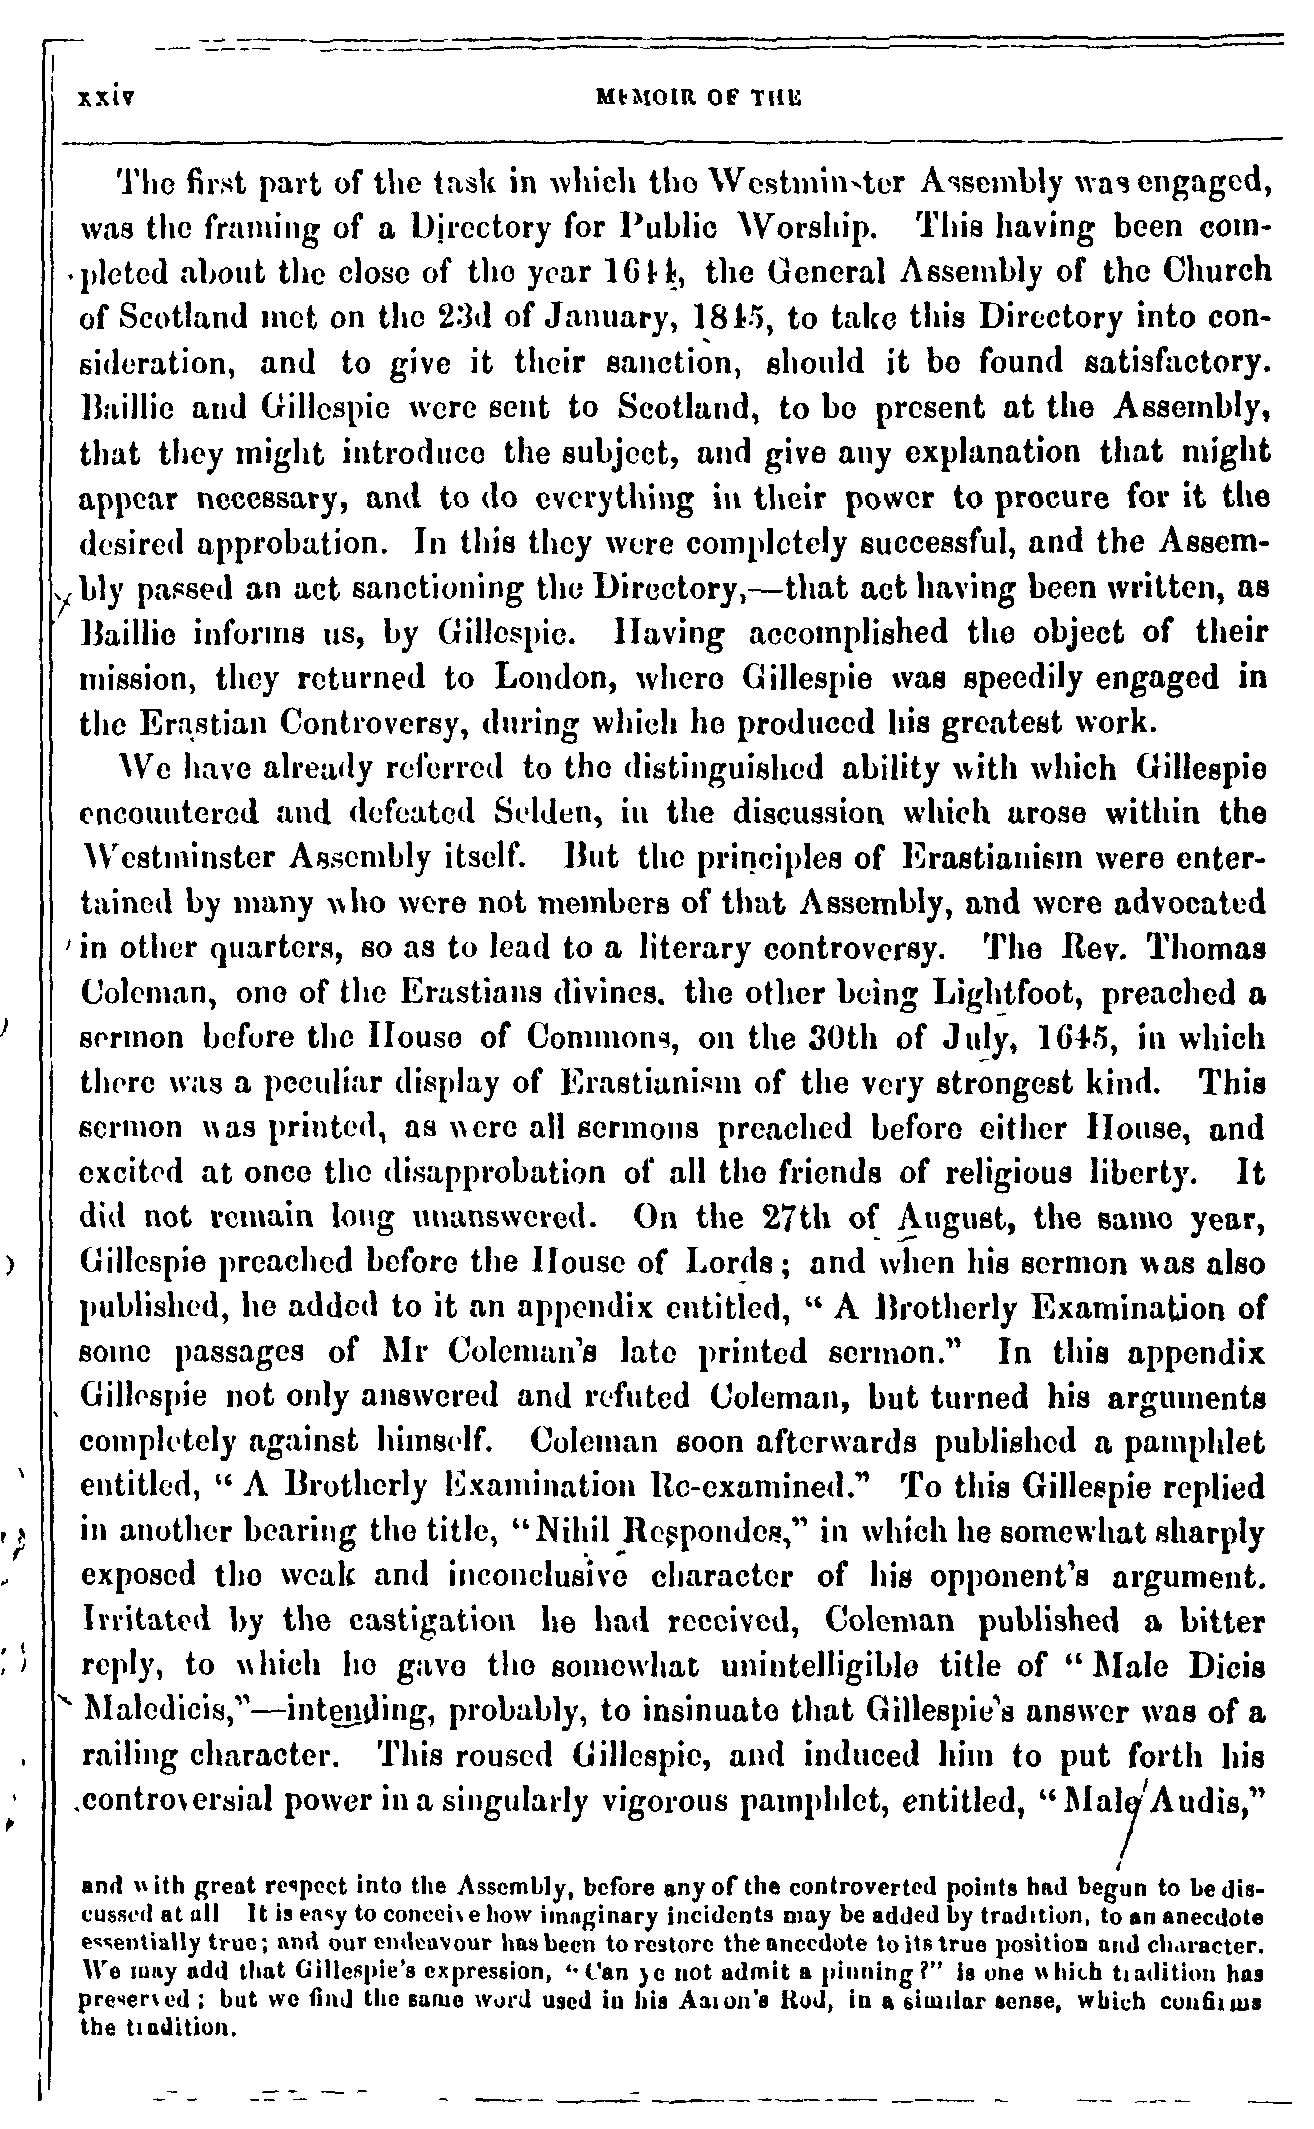 xxiv MEMOIR OF THE
The first part of the task in which the Westminster Assembly was engaged,
was the framing of a Directory for Public Worship. This having been com-
pleted about the close of the year 1644, the General Assembly of the Church
of Scotland met on the 23d of January, 1845, to take this Directory into con-
sideration, and to give it their sanction, should it be found satisfactory.
Baillie and Gillespie were sent to Scotland, to be present at the Assembly,
that they might introduce the subject, and give any explanation that might
appear necessary, and to do everything in their power to procure for it the
desired approbation. In this they were completely successful, and the Assem-
bly passed an act sanctioning the Directory,—that act having been written, as
Baillie informs us, by Gillespie. Having accomplished the object of their
mission, they returned to London, where Gillespie was speedily engaged in
the Erastian Controversy, during which he produced his greatest work.
We have already referred to the distinguished ability with which Gillespie
encountered and defeated Selden, in the discussion which arose within the
Westminster Assembly itself. But the principles of Erastianism were enter-
tained by many who were not members of that Assembly, and were advocated
in other quarters, so as to lead to a literary controversy. The Rev. Thomas
Coleman, one of the Erastians divines. the other being Lightfoot, preached a
sermon before the House of Commons, on the 30th of July, 1645, in which
there was a peculiar display of Erastianism of the very strongest kind. This
sermon was printed, as were all sermons preached before either House, and
excited at once the disapprobation of all the friends of religious liberty. It
did not remain long unanswered. On the 27th of August, the same year,
Gillespie preached before the House of Lords; and when his sermon was also
published, he added to it an appendix entitled, “ A Brotherly Examination of
some passages of Mr Coleman's late printed sermon.” In this appendix
Gillespie not only answered and refuted Coleman, but turned his arguments
completely against himself. Coleman soon afterwards published a pamphlet
entitled, “ A Brotherly Examination Re-examined.” To this Gillespie replied
in another bearing the title, “Nihil Respondes,” in which he somewhat sharply
exposed the weak and inconclusive character of his opponent's argument.
Irritated by the castigation he had received, Coleman published a bitter
reply, to which he gave the somewhat unintelligible title of “ Male Dicis
Maledicis,”—intending, probably, to insinuate that Gillespie's answer was of a
railing character. This roused Gillespie, and induced him to put forth his
controversial power in a singularly vigorous pamphlet, entitled, “Male Audis,”
and with great respect into the Assembly, before any of the controverted points had begun to be dis-
cussed at all It is easy to conceive how imaginary incidents may be added by tradition, to an anecdote
essentially true; and our endeavour has been to restore the anecdote to its true position and character.
We may add that Gillespie's expression, “Can ye not admit a pinning?” is one which tradition has
preserved; but we find the same word used in his Aaron's Rod, in a similar sense, which confirms
the tradition.